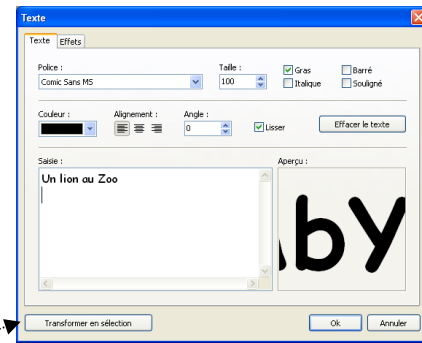 Texte
Texte Effets
Police : Taille :
Comic Sans MS 100 Gras Barré
Italique Souligné
Couleur : Alignement : Angle :
0 Lisser Effacer le texte
Saisie : Aperçu :
Un lion au Zoo
bY
Transformer en sélection Ok Annuler